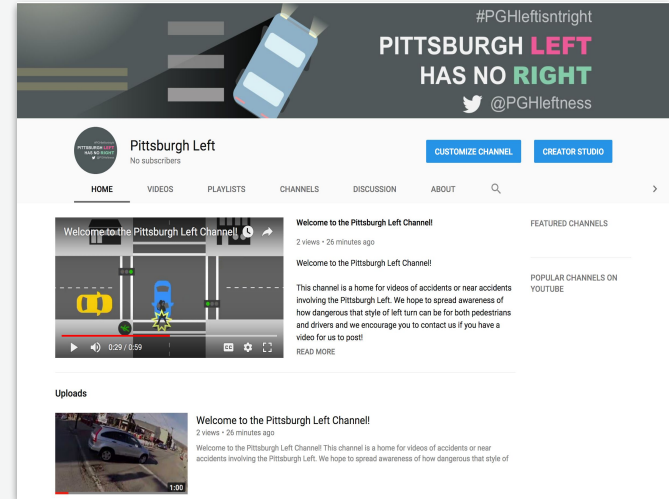 #PGHleftisntright
PITTSBURGH LEFT
HAS NO RIGHT
@PGHleftness
PITTSBURGH LEFT
HAS NO RIGHT
Pittsburgh Left
No subscribers
CUSTOMIZE CHANNEL
CREATOR STUDIO
HOME VIDEOS PLAYLISTS CHANNELS DISCUSSION ABOUT
Welcome to the Pittsburgh Left Channel!
0:29 / 0:59
CC
Welcome to the Pittsburgh Left Channel!
2 views • 26 minutes ago
Welcome to the Pittsburgh Left Channel!
This channel is a home for videos of accidents or near accidents
involving the Pittsburgh Left. We hope to spread awareness of
how dangerous that style of left turn can be for both pedestrians
and drivers and we encourage you to contact us if you have a
video for us to post!
READ MORE
FEATURED CHANNELS
POPULAR CHANNELS ON
YOUTUBE
Uploads
1:00
Welcome to the Pittsburgh Left Channel!
2 views • 26 minutes ago
Welcome to the Pittsburgh Left Channel! This channel is a home for videos of accidents or near
accidents involving the Pittsburgh Left. We hope to spread awareness of how dangerous that style of